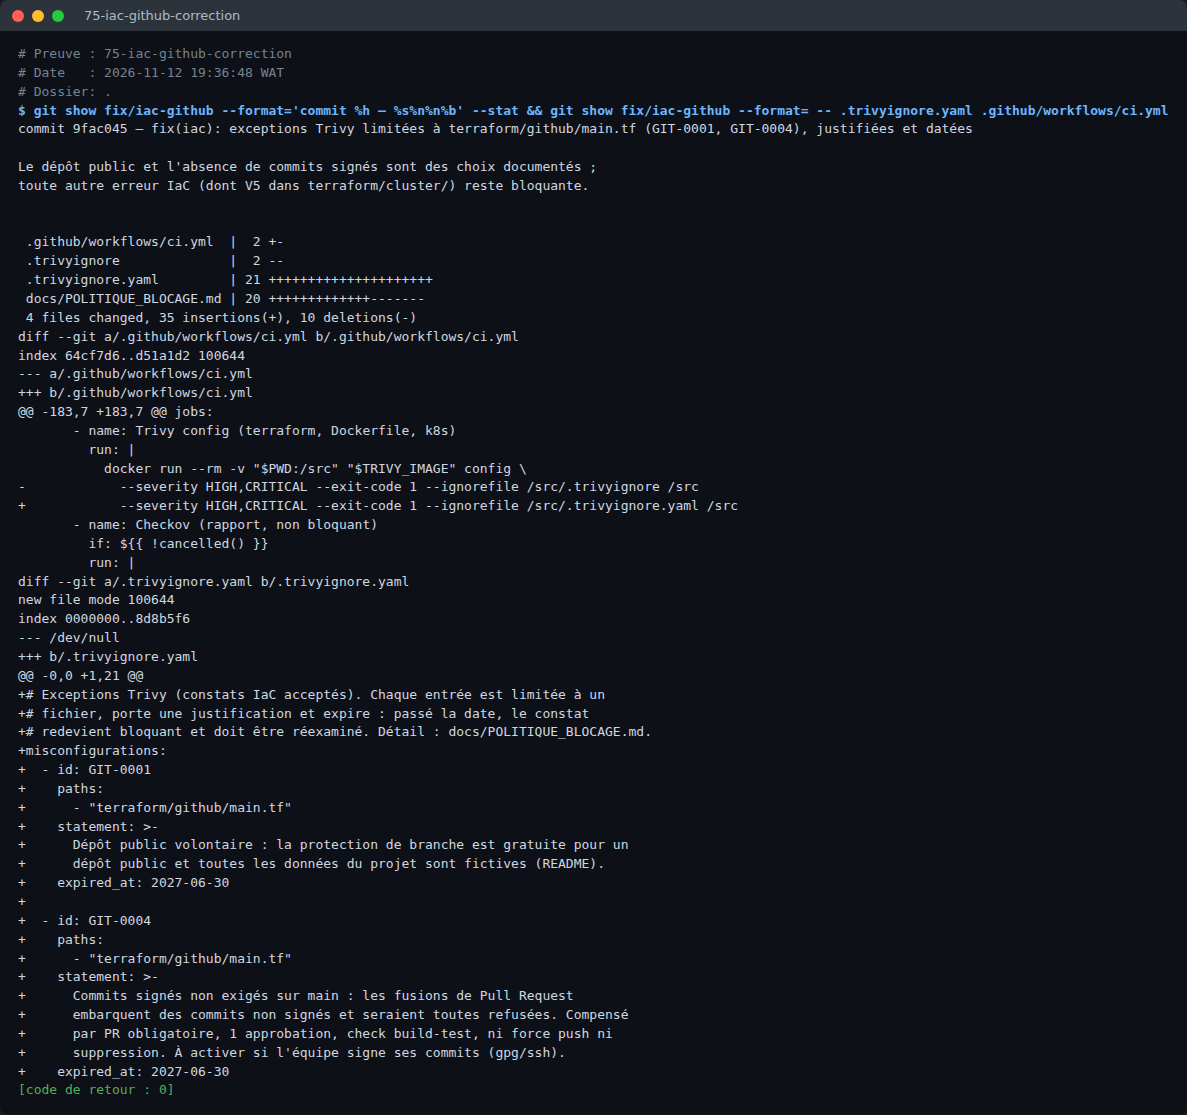 75-iac-github-correction
# Preuve : 75-iac-github-correction
# Date   : 2026-11-12 19:36:48 WAT
# Dossier: .
$ git show fix/iac-github --format='commit %h — %s%n%n%b' --stat && git show fix/iac-github --format= -- .trivyignore.yaml .github/workflows/ci.yml
commit 9fac045 — fix(iac): exceptions Trivy limitées à terraform/github/main.tf (GIT-0001, GIT-0004), justifiées et datées

Le dépôt public et l'absence de commits signés sont des choix documentés ;
toute autre erreur IaC (dont V5 dans terraform/cluster/) reste bloquante.


 .github/workflows/ci.yml  |  2 +-
 .trivyignore              |  2 --
 .trivyignore.yaml         | 21 +++++++++++++++++++++
 docs/POLITIQUE_BLOCAGE.md | 20 +++++++++++++-------
 4 files changed, 35 insertions(+), 10 deletions(-)
diff --git a/.github/workflows/ci.yml b/.github/workflows/ci.yml
index 64cf7d6..d51a1d2 100644
--- a/.github/workflows/ci.yml
+++ b/.github/workflows/ci.yml
@@ -183,7 +183,7 @@ jobs:
       - name: Trivy config (terraform, Dockerfile, k8s)
         run: |
           docker run --rm -v "$PWD:/src" "$TRIVY_IMAGE" config \
-            --severity HIGH,CRITICAL --exit-code 1 --ignorefile /src/.trivyignore /src
+            --severity HIGH,CRITICAL --exit-code 1 --ignorefile /src/.trivyignore.yaml /src
       - name: Checkov (rapport, non bloquant)
         if: ${{ !cancelled() }}
         run: |
diff --git a/.trivyignore.yaml b/.trivyignore.yaml
new file mode 100644
index 0000000..8d8b5f6
--- /dev/null
+++ b/.trivyignore.yaml
@@ -0,0 +1,21 @@
+# Exceptions Trivy (constats IaC acceptés). Chaque entrée est limitée à un
+# fichier, porte une justification et expire : passé la date, le constat
+# redevient bloquant et doit être réexaminé. Détail : docs/POLITIQUE_BLOCAGE.md.
+misconfigurations:
+  - id: GIT-0001
+    paths:
+      - "terraform/github/main.tf"
+    statement: >-
+      Dépôt public volontaire : la protection de branche est gratuite pour un
+      dépôt public et toutes les données du projet sont fictives (README).
+    expired_at: 2027-06-30
+
+  - id: GIT-0004
+    paths:
+      - "terraform/github/main.tf"
+    statement: >-
+      Commits signés non exigés sur main : les fusions de Pull Request
+      embarquent des commits non signés et seraient toutes refusées. Compensé
+      par PR obligatoire, 1 approbation, check build-test, ni force push ni
+      suppression. À activer si l'équipe signe ses commits (gpg/ssh).
+    expired_at: 2027-06-30
[code de retour : 0]